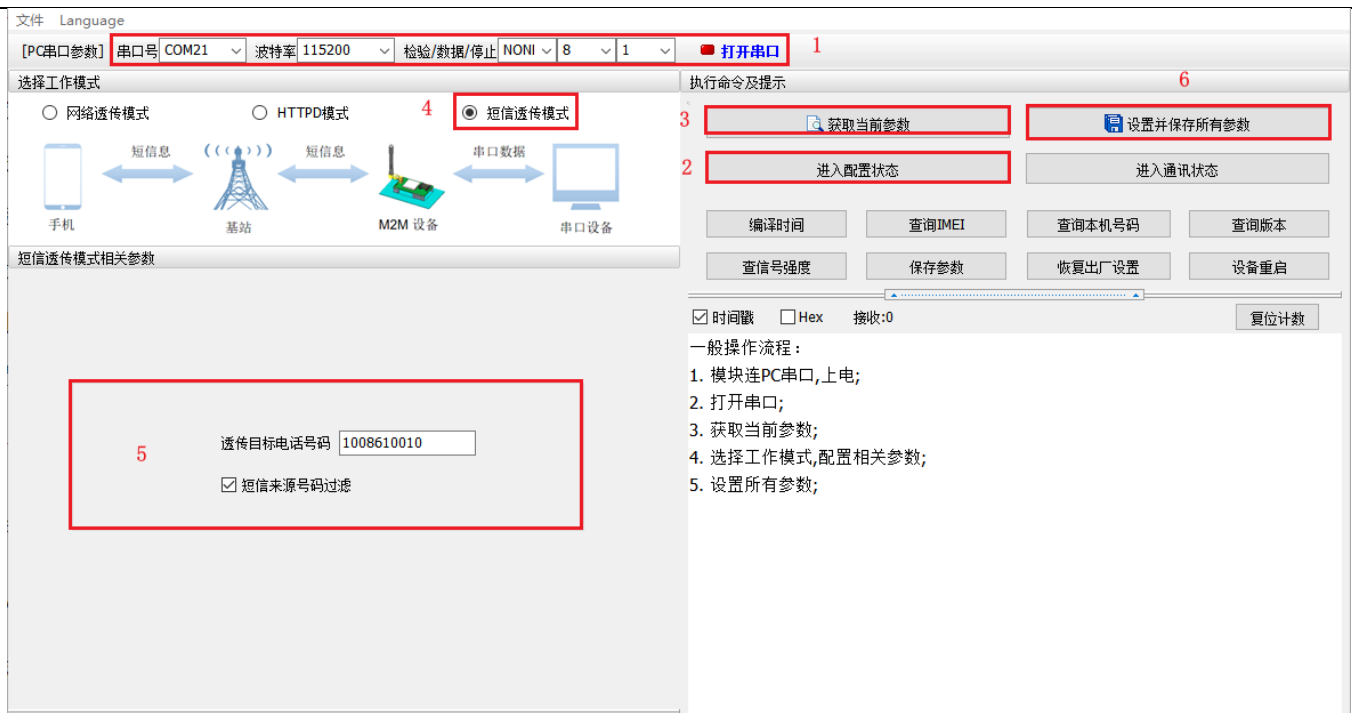 文件 Language
[PC串口参数] 串口号 COM21 波特率 115200 检验/数据/停止 NONI 8 1 打开串口 1
选择工作模式
网络透传模式 HTTPD模式 4 短信透传模式
短信息 短信息 串口数据
手机 基站 M2M 设备 串口设备
短信透传模式相关参数
5
透传目标电话号码 1008610010
短信来源号码过滤
执行命令及提示 6
3 获取当前参数 设置并保存所有参数
2 进入配置状态 进入通讯状态
编译时间 查询IMEI 查询本机号码 查询版本
查信号强度 保存参数 恢复出厂设置 设备重启
时间戳 Hex 接收:0 复位计数
一般操作流程：
1. 模块连PC串口,上电;
2. 打开串口;
3. 获取当前参数;
4. 选择工作模式,配置相关参数;
5. 设置所有参数;